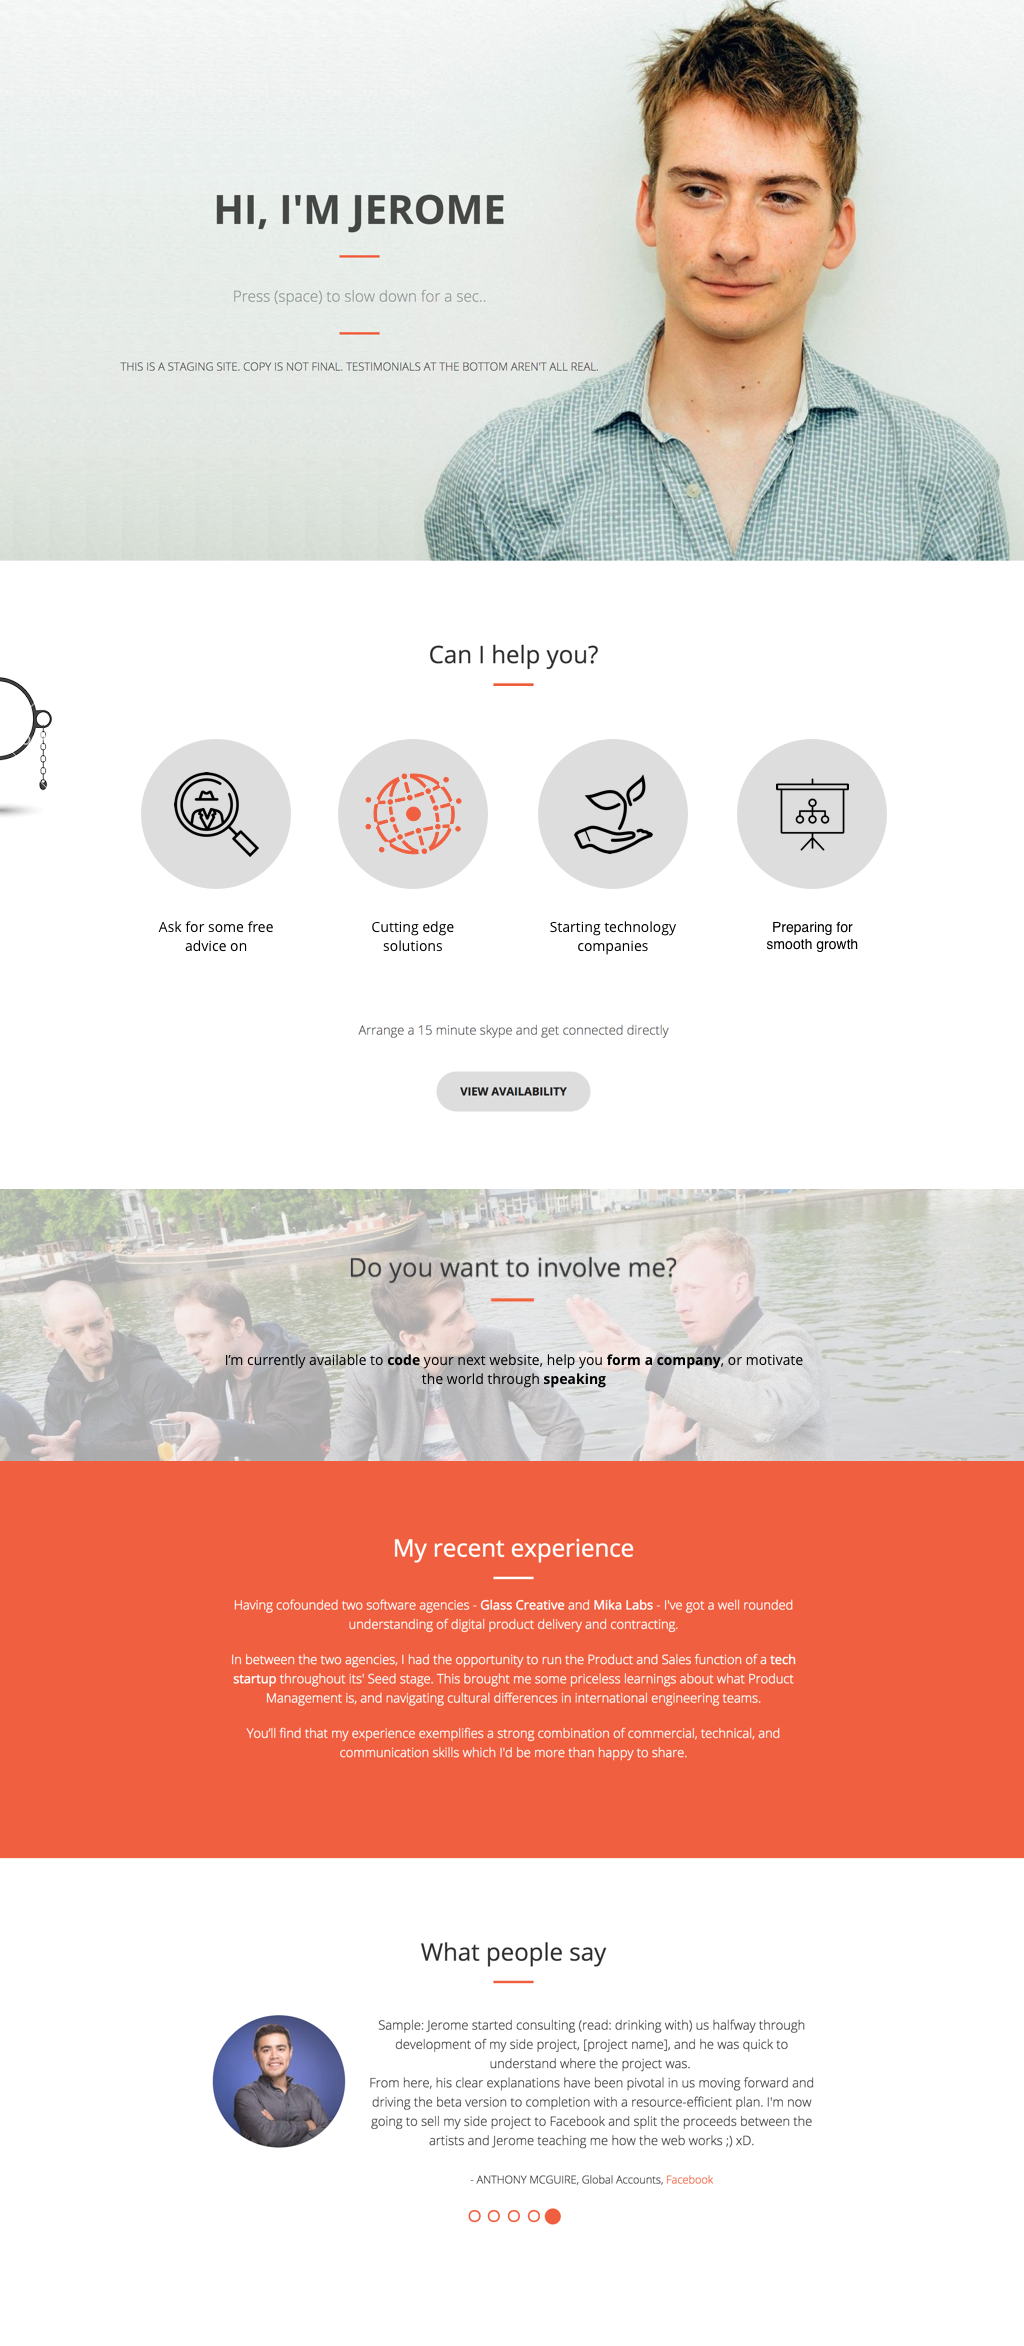 HI, I'M JEROME
Press (space) to slow down for a sec..
THIS IS A STAGING SITE. COPY IS NOT FINAL. TESTIMONIALS AT THE BOTTOM AREN'T ALL REAL.
Can I help you?
Ask for some free
advice on
Cutting edge
solutions
Starting technology
companies
Preparing for
smooth growth
Arrange a 15 minute skype and get connected directly
VIEW AVAILABILITY
Do you want to involve me?
I'm currently available to code your next website, help you form a company, or motivate
the world through speaking
My recent experience
Having cofounded two software agencies - Glass Creative and Mika Labs - I've got a well rounded
understanding of digital product delivery and contracting.
In between the two agencies, I had the opportunity to run the Product and Sales function of a tech
startup throughout its' Seed stage. This brought me some priceless learnings about what Product
Management is, and navigating cultural differences in international engineering teams.
You'll find that my experience exemplifies a strong combination of commercial, technical, and
communication skills which I'd be more than happy to share.
What people say
Sample: Jerome started consulting (read: drinking with) us halfway through
development of my side project, [project name], and he was quick to
understand where the project was.
From here, his clear explanations have been pivotal in us moving forward and
driving the beta version to completion with a resource-efficient plan. I'm now
going to sell my side project to Facebook and split the proceeds between the
artists and Jerome teaching me how the web works ;) xD.
- ANTHONY MCGUIRE, Global Accounts, Facebook